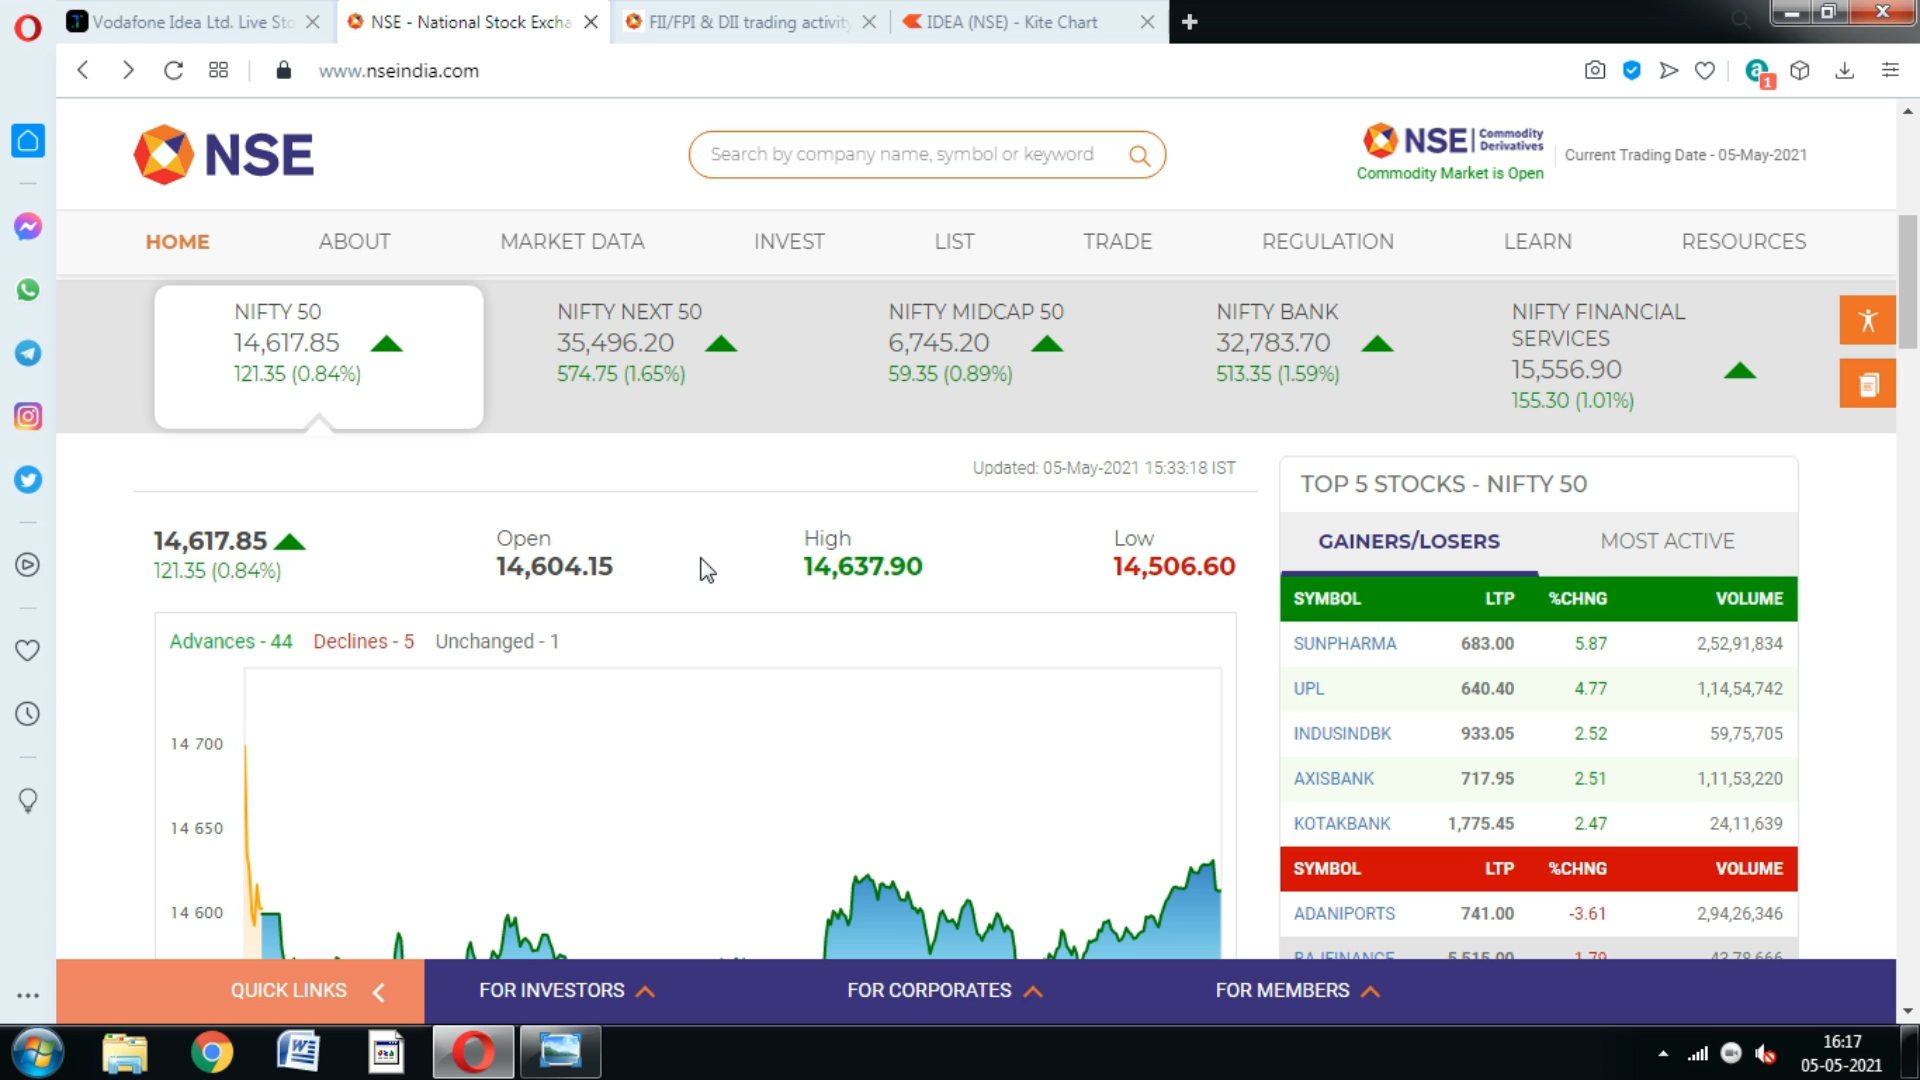 Vodafone Idea Ltd. Live Sto
NSE - National Stock Excha
FII/FPI & DII trading activity
IDEA (NSE) - Kite Chart
www.nseindia.com
1
NSE
Search by company name, symbol or keyword
NSE Commodity Derivatives
Commodity Market is Open
Current Trading Date - 05-May-2021
HOME ABOUT MARKET DATA INVEST LIST TRADE REGULATION LEARN RESOURCES
NIFTY 50
14,617.85
121.35 (0.84%)
NIFTY NEXT 50
35,496.20
574.75 (1.65%)
NIFTY MIDCAP 50
6,745.20
59.35 (0.89%)
NIFTY BANK
32,783.70
513.35 (1.59%)
NIFTY FINANCIAL
SERVICES
15,556.90
155.30 (1.01%)
Updated: 05-May-2021 15:33:18 IST
14,617.85
121.35 (0.84%)
Open
14,604.15
High
14,637.90
Low
14,506.60
Advances - 44 Declines - 5 Unchanged - 1
14 700
14 650
14 600
TOP 5 STOCKS - NIFTY 50
GAINERS/LOSERS MOST ACTIVE
SYMBOL LTP %CHNG VOLUME
SUNPHARMA 683.00 5.87 2,52,91,834
UPL 640.40 4.77 1,14,54,742
INDUSINDBK 933.05 2.52 59,75,705
AXISBANK 717.95 2.51 1,11,53,220
KOTAKBANK 1,775.45 2.47 24,11,639
SYMBOL LTP %CHNG VOLUME
ADANIPORTS 741.00 -3.61 2,94,26,346
BAJFINANCE 5,515.00 -1.79 43,78,666
QUICK LINKS FOR INVESTORS FOR CORPORATES FOR MEMBERS
16:17
05-05-2021